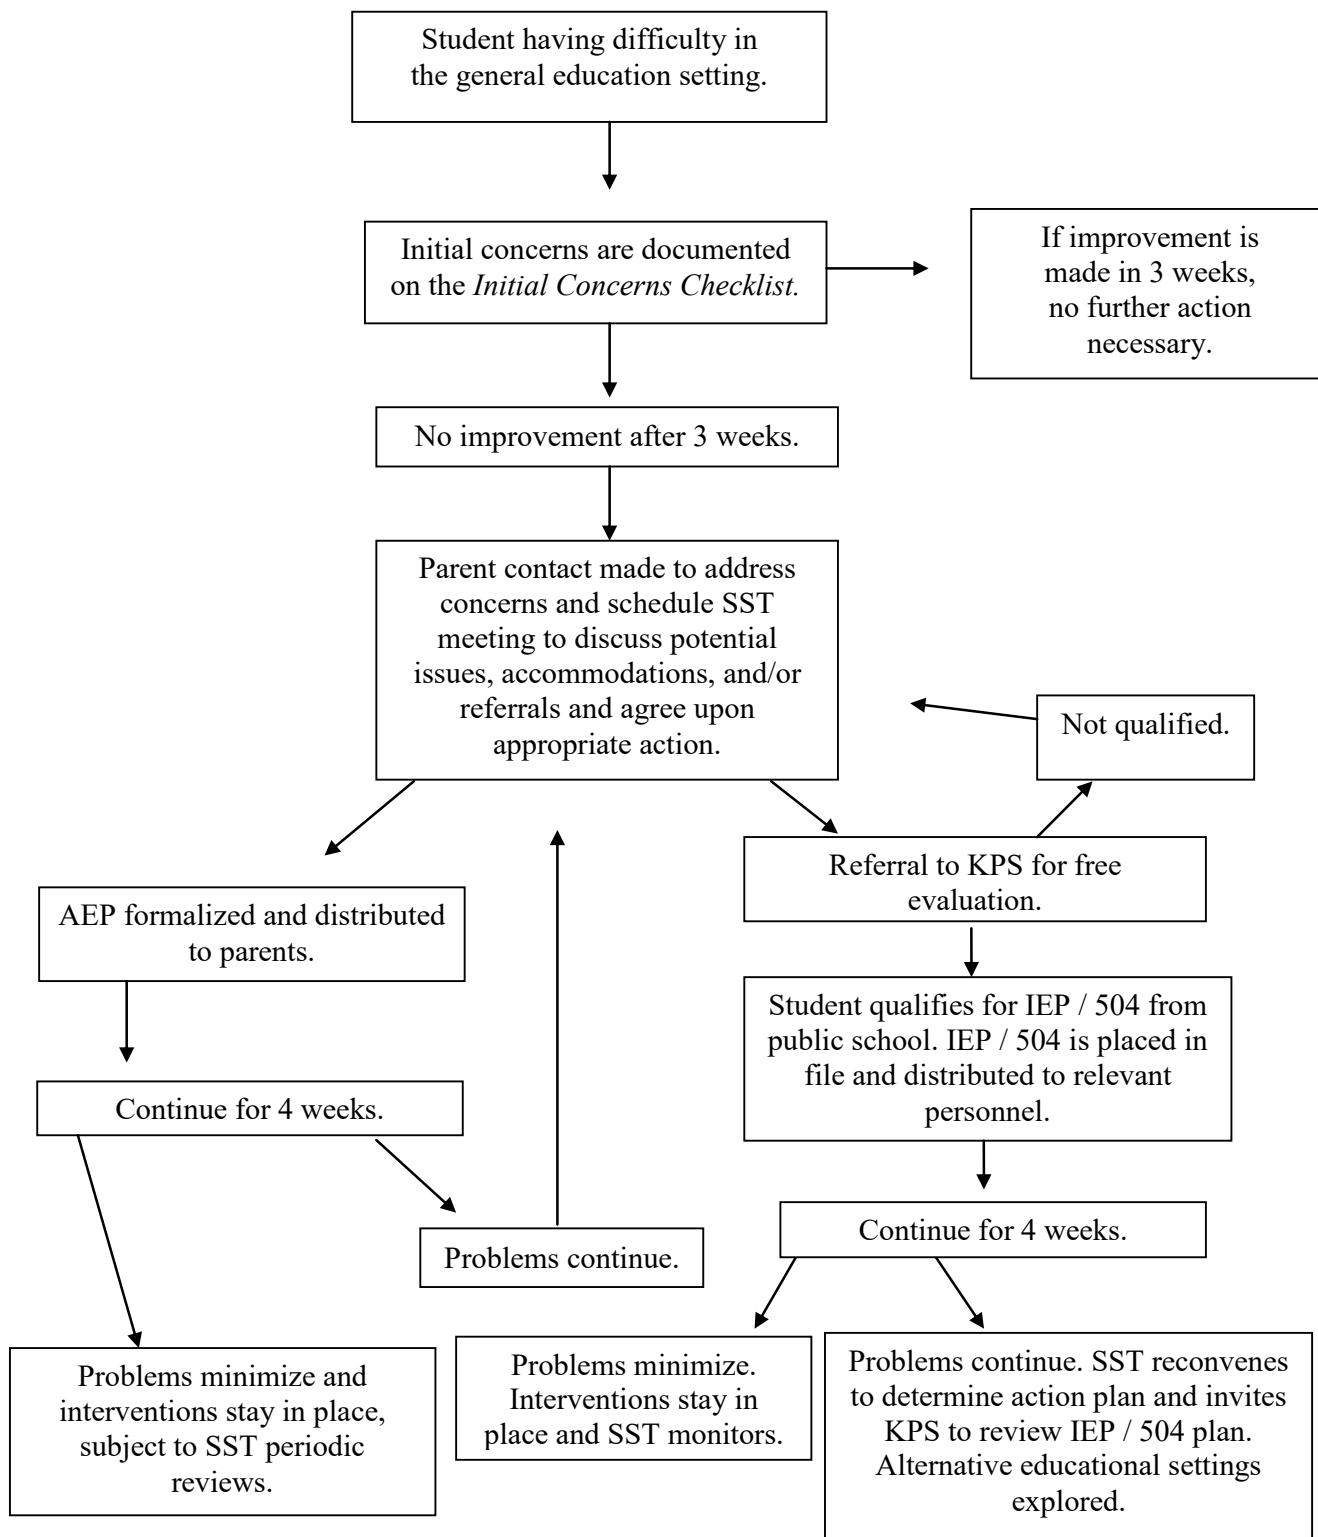 Student having difficulty in
the general education setting.
Initial concerns are documented
on the Initial Concerns Checklist.
If improvement is
made in 3 weeks,
no further action
necessary.
No improvement after 3 weeks.
Parent contact made to address
concerns and schedule SST
meeting to discuss potential
issues, accommodations, and/or
referrals and agree upon
appropriate action.
Not qualified.
Referral to KPS for free
evaluation.
AEP formalized and distributed
to parents.
Student qualifies for IEP / 504 from
public school. IEP / 504 is placed in
file and distributed to relevant
personnel.
Continue for 4 weeks.
Continue for 4 weeks.
Problems continue.
Problems minimize and
interventions stay in place,
subject to SST periodic
reviews.
Problems minimize.
Interventions stay in
place and SST monitors.
Problems continue. SST reconvenes
to determine action plan and invites
KPS to review IEP / 504 plan.
Alternative educational settings
explored.